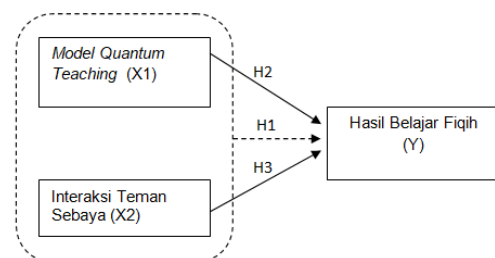 Model Quantum
Teaching (X1)
H2
H1
Hasil Belajar Fiqih
(Y)
H3
Interaksi Teman
Sebaya (X2)